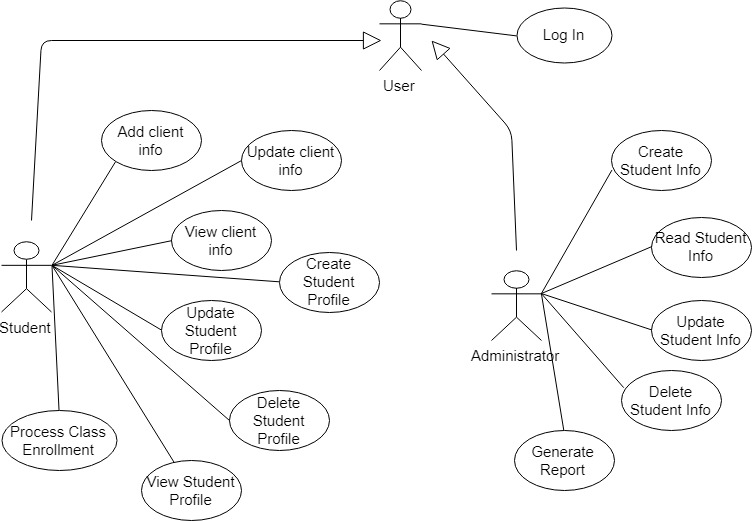 Log In
User
Add client
info
Update client
info
Create
Student Info
View client
info
Read Student
Info
Create
Student
Profile
Student
Update
Student
Profile
Update
Student Info
Administrator
Delete
Student Info
Delete
Student
Profile
Process Class
Enrollment
Generate
Report
View Student
Profile